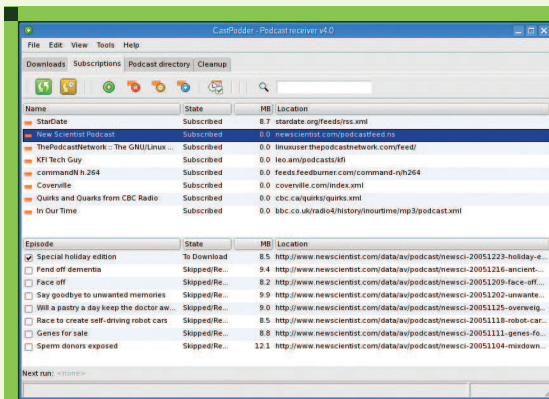 CastPodder - Podcast receiver v4.0
File Edit View Tools Help
Downloads Subscriptions Podcast directory Cleanup
Name State MB Location
StarDate Subscribed 8.7 stardate.org/feeds/rss.xml
New Scientist Podcast Subscribed 0.0 newscientist.com/podcastfeed.ns
ThePodcastNetwork :: The GNU/Linux ... Subscribed 0.0 linuxuser.thepodcastnetwork.com/feed/
KFI Tech Guy Subscribed 0.0 leo.am/podcasts/kfi
commandN h.264 Subscribed 0.0 feeds.feedburner.com/command-n/h264
Coverville Subscribed 0.0 coverville.com/index.xml
Quirks and Quarks from CBC Radio Subscribed 0.0 cbc.ca/quirks/quirks.xml
In Our Time Subscribed 0.0 bbc.co.uk/radio4/history/inourtime/mp3/podcast.xml
Episode State MB Location
Special holiday edition To Download 8.5 http://www.newscientist.com/data/av/podcast/newsci-20051223-holiday-e...
Fend off dementia Skipped/Re... 9.4 http://www.newscientist.com/data/av/podcast/newsci-20051216-ancient-...
Face off Skipped/Re... 8.2 http://www.newscientist.com/data/av/podcast/newsci-20051209-face-off....
Say goodbye to unwanted memories Skipped/Re... 9.9 http://www.newscientist.com/data/av/podcast/newsci-20051202-unwante...
Will a pastry a day keep the doctor aw... Skipped/Re... 9.0 http://www.newscientist.com/data/av/podcast/newsci-20051125-overweig...
Race to create self-driving robot cars Skipped/Re... 8.5 http://www.newscientist.com/data/av/podcast/newsci-20051118-robot-car...
Genes for sale Skipped/Re... 8.8 http://www.newscientist.com/data/av/podcast/newsci-20051111-genes-fo...
Sperm donors exposed Skipped/Re... 12.1 http://www.newscientist.com/data/av/podcast/newsci-20051104-mixdown...
Next run: <none>